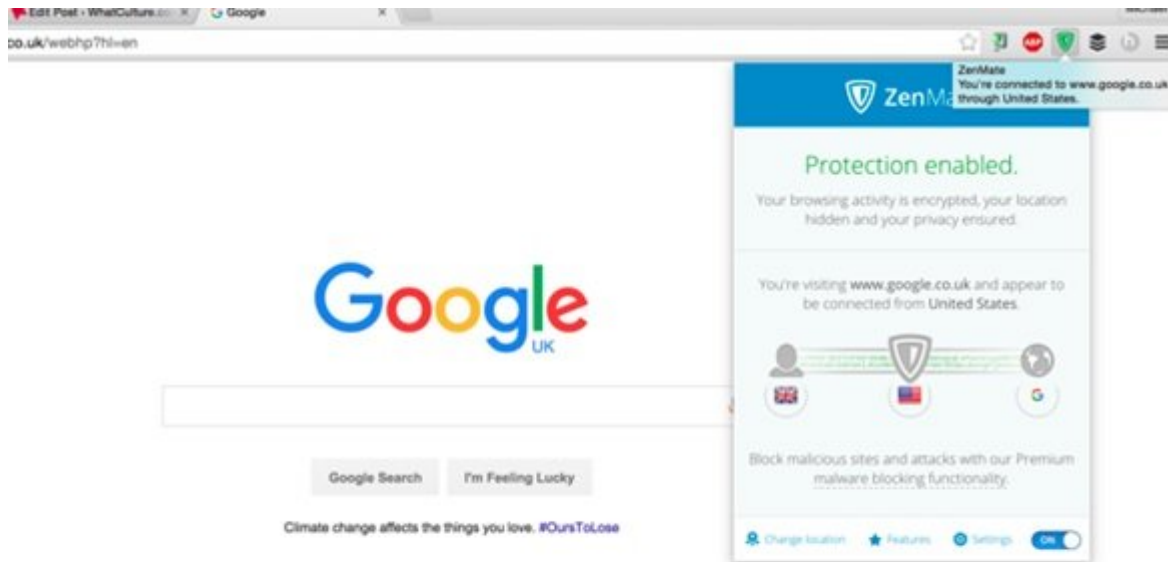 Edit Post ‹ WhatCulture.co
Google
co.uk/webhp?hl=en
ABP
ZenMate
You're connected to www.google.co.uk
through United States.
ZenMa
Protection enabled.
Your browsing activity is encrypted, your location
hidden and your privacy ensured.
You're visiting www.google.co.uk and appear to
be connected from United States.
Google
UK
G
Block malicious sites and attacks with our Premium
malware blocking functionality.
Google Search
I'm Feeling Lucky
Climate change affects the things you love. #OursToLose
Change location
Features
Settings
ON